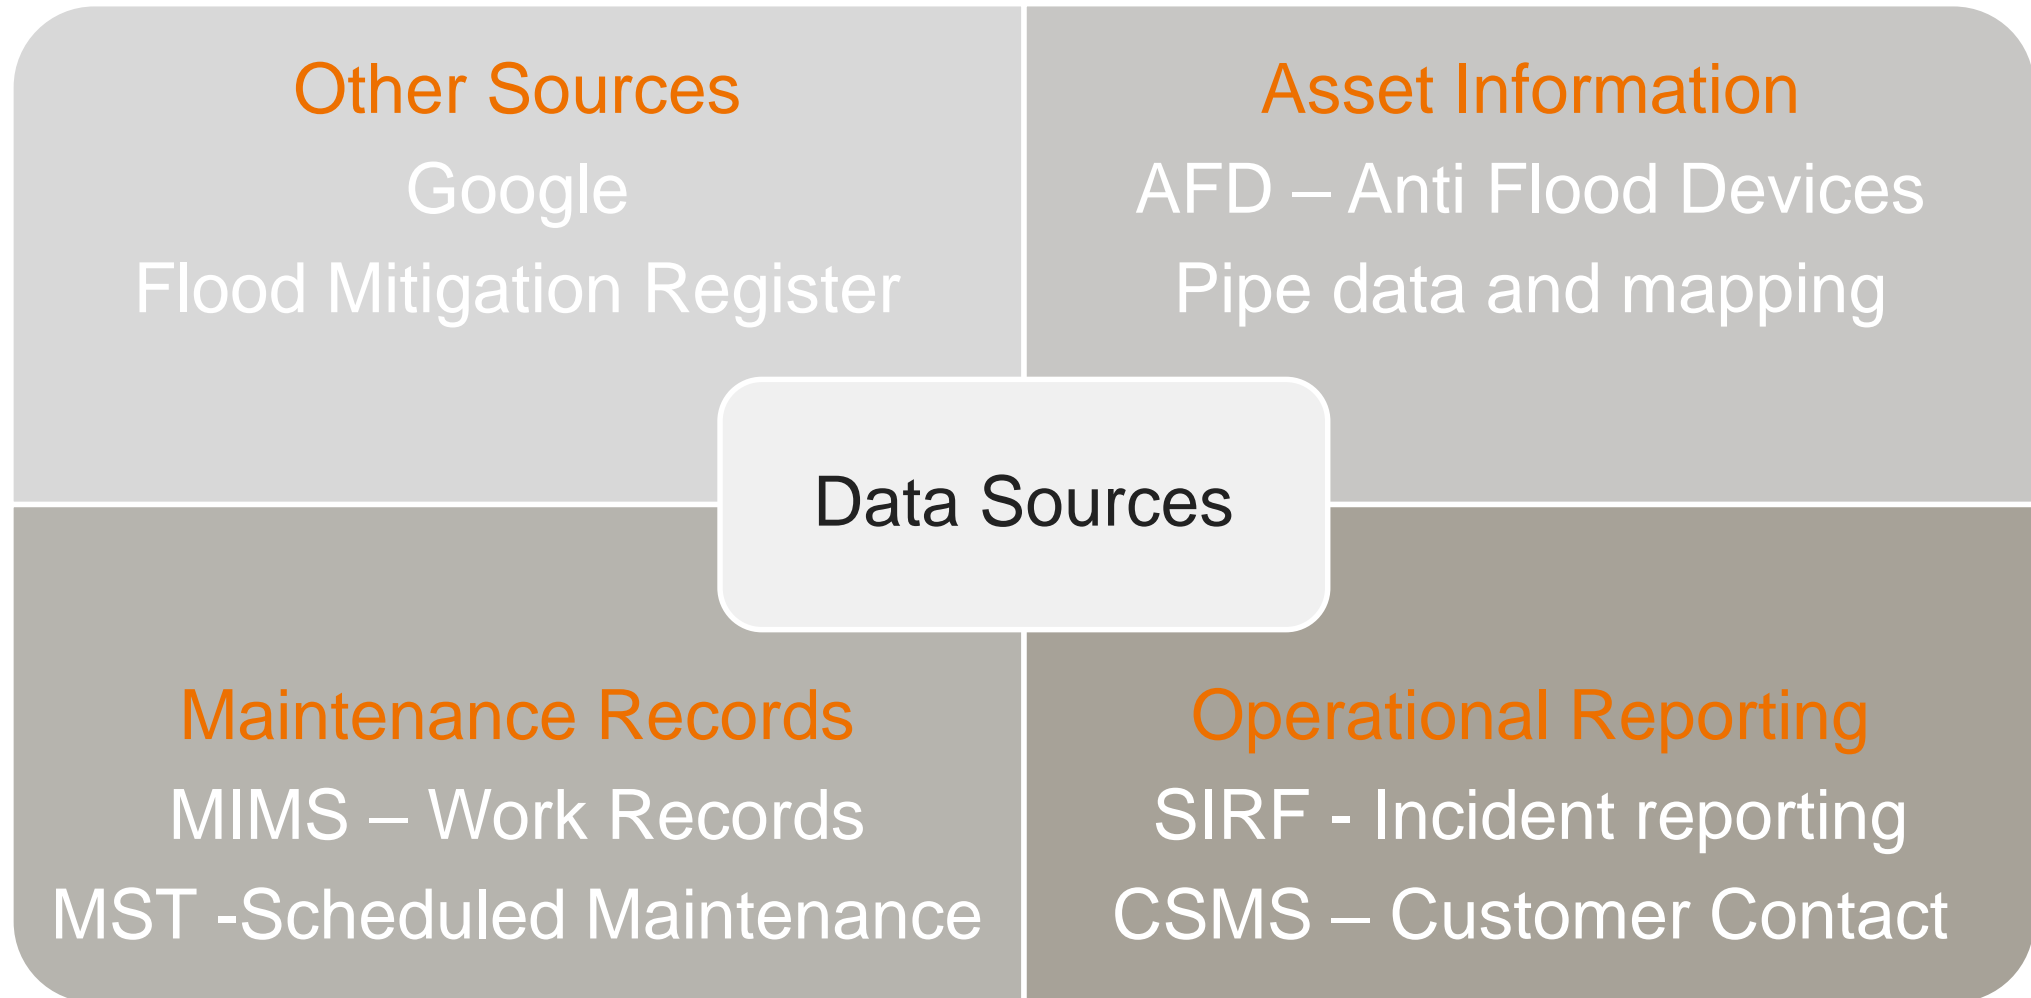 Other Sources
Google
Flood Mitigation Register
Asset Information
AFD – Anti Flood Devices
Pipe data and mapping
Data Sources
Maintenance Records
MIMS – Work Records
MST -Scheduled Maintenance
Operational Reporting
SIRF - Incident reporting
CSMS – Customer Contact